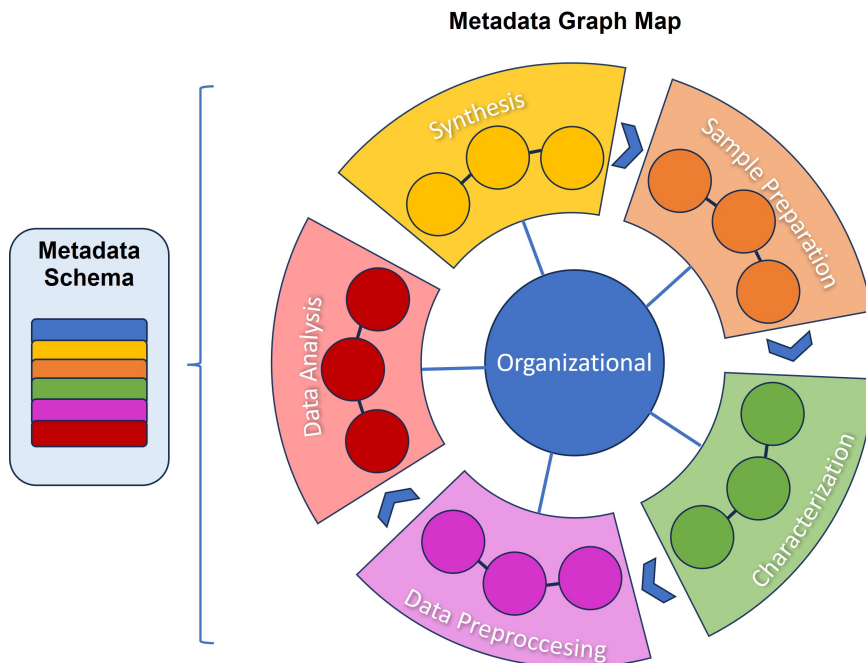 Metadata Graph Map
Metadata
Schema
Synthesis
Sample Preparation
Characterization
Data Preproccesing
Data Analysis
Organizational